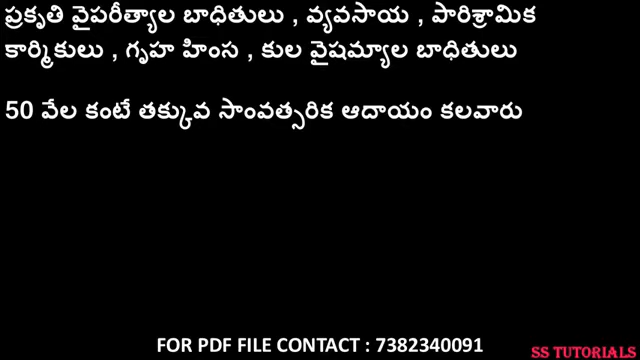 ప్రకృతి వైపరీత్యాల బాధితులు , వ్యవసాయ , పారిశ్రామిక
కార్మికులు , గృహ హింస , కుల వైషమ్యాల బాధితులు
50 వేల కంటే తక్కువ సాంవత్సరిక ఆదాయం కలవారు
FOR PDF FILE CONTACT : 7382340091
SS TUTORIALS